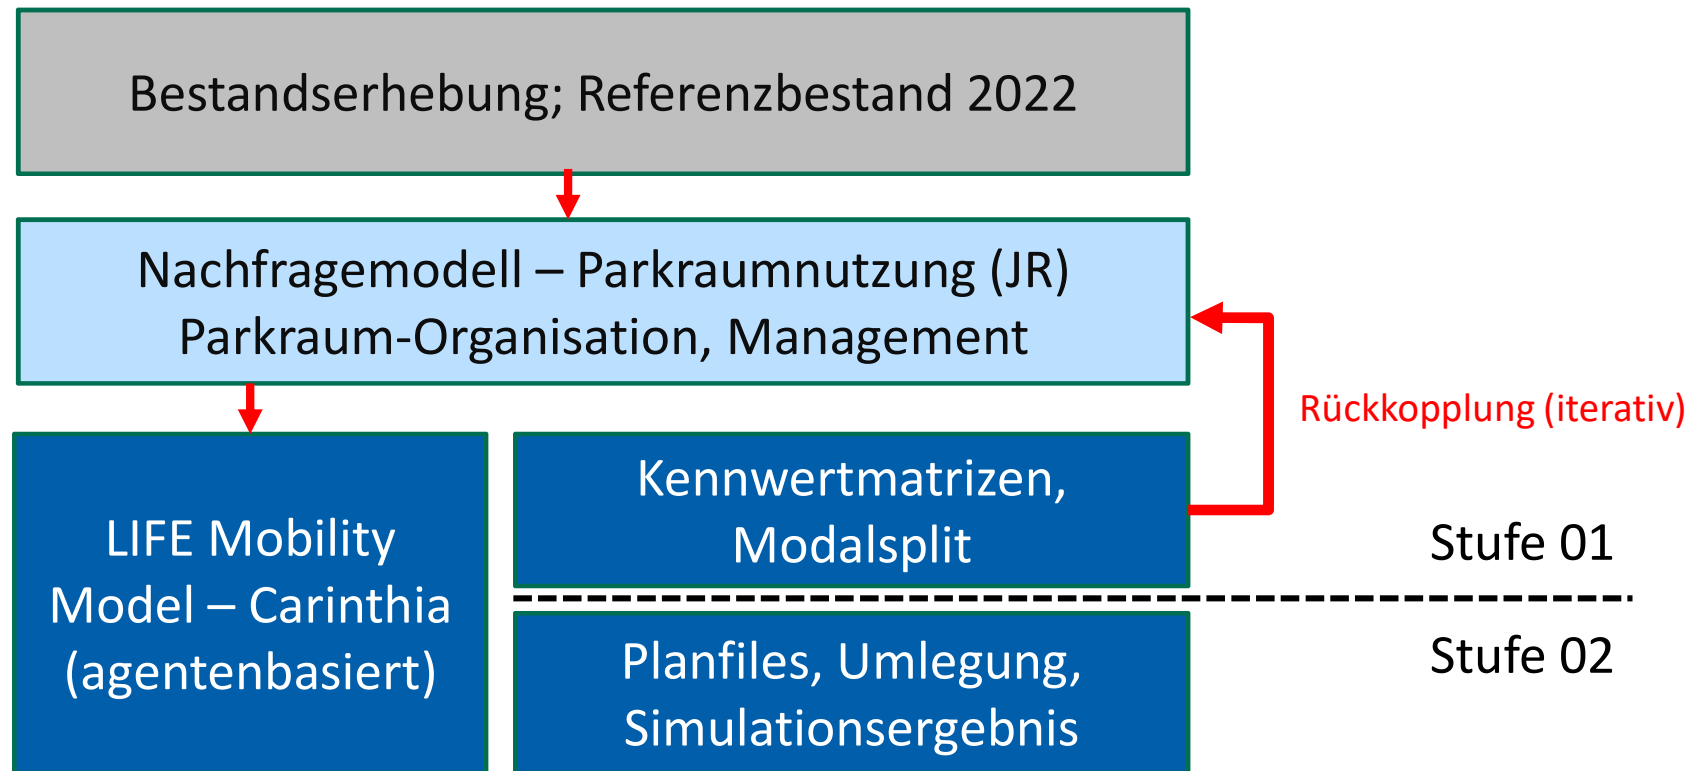 Bestandserhebung; Referenzbestand 2022
Nachfragemodell – Parkraumnutzung (JR)
Parkraum-Organisation, Management
Rückkopplung (iterativ)
LIFE Mobility
Model – Carinthia
(agentenbasiert)
Kennwertmatrizen,
Modalsplit
Stufe 01
Planfiles, Umlegung,
Simulationsergebnis
Stufe 02